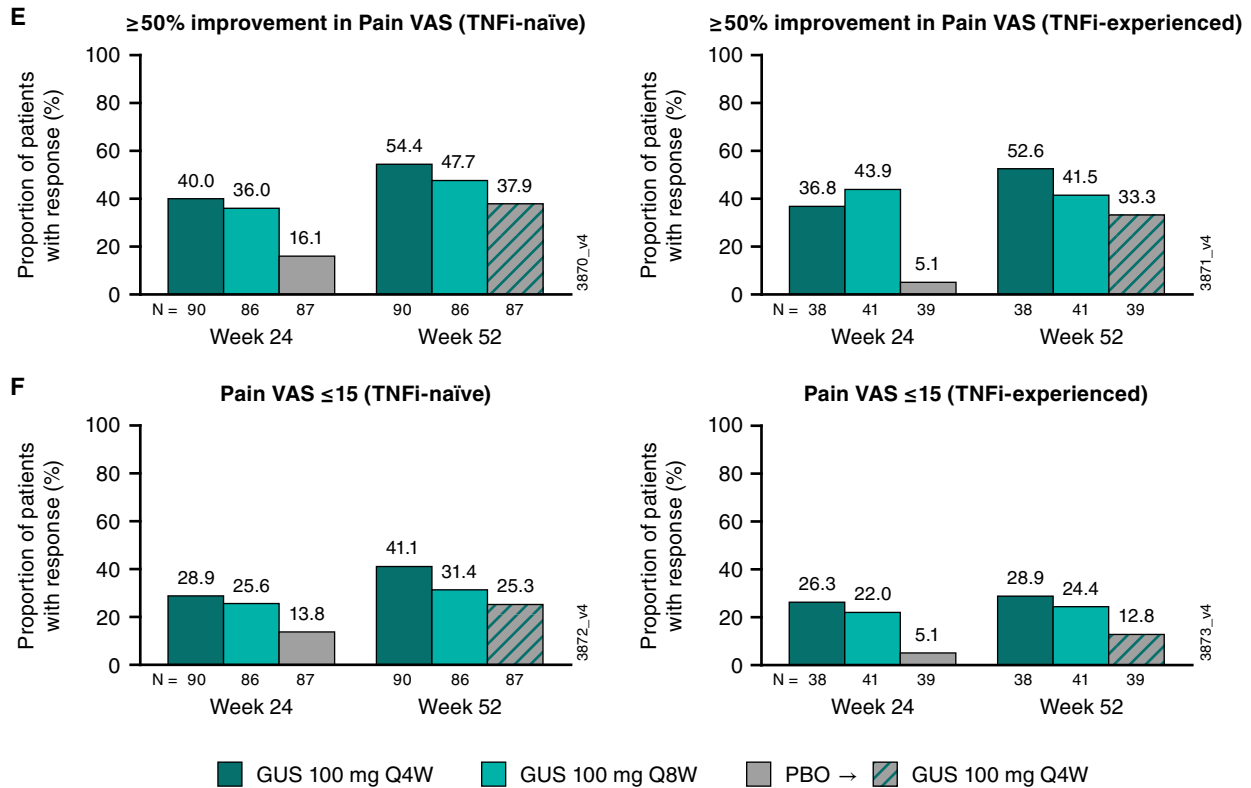 E
≥50% improvement in Pain VAS (TNFi-naïve)
Proportion of patients
with response (%)
100
80
60
40
20
0
40.0
36.0
16.1
54.4
47.7
37.9
N = 90 86 87 90 86 87
Week 24 Week 52
3870_v4
≥50% improvement in Pain VAS (TNFi-experienced)
Proportion of patients
with response (%)
100
80
60
40
20
0
36.8
43.9
5.1
52.6
41.5
33.3
N = 38 41 39 38 41 39
Week 24 Week 52
3871_v4
F
Pain VAS ≤15 (TNFi-naïve)
Proportion of patients
with response (%)
100
80
60
40
20
0
28.9
25.6
13.8
41.1
31.4
25.3
N = 90 86 87 90 86 87
Week 24 Week 52
3872_v4
Pain VAS ≤15 (TNFi-experienced)
Proportion of patients
with response (%)
100
80
60
40
20
0
26.3
22.0
5.1
28.9
24.4
12.8
N = 38 41 39 38 41 39
Week 24 Week 52
3873_v4
GUS 100 mg Q4W GUS 100 mg Q8W PBO → GUS 100 mg Q4W